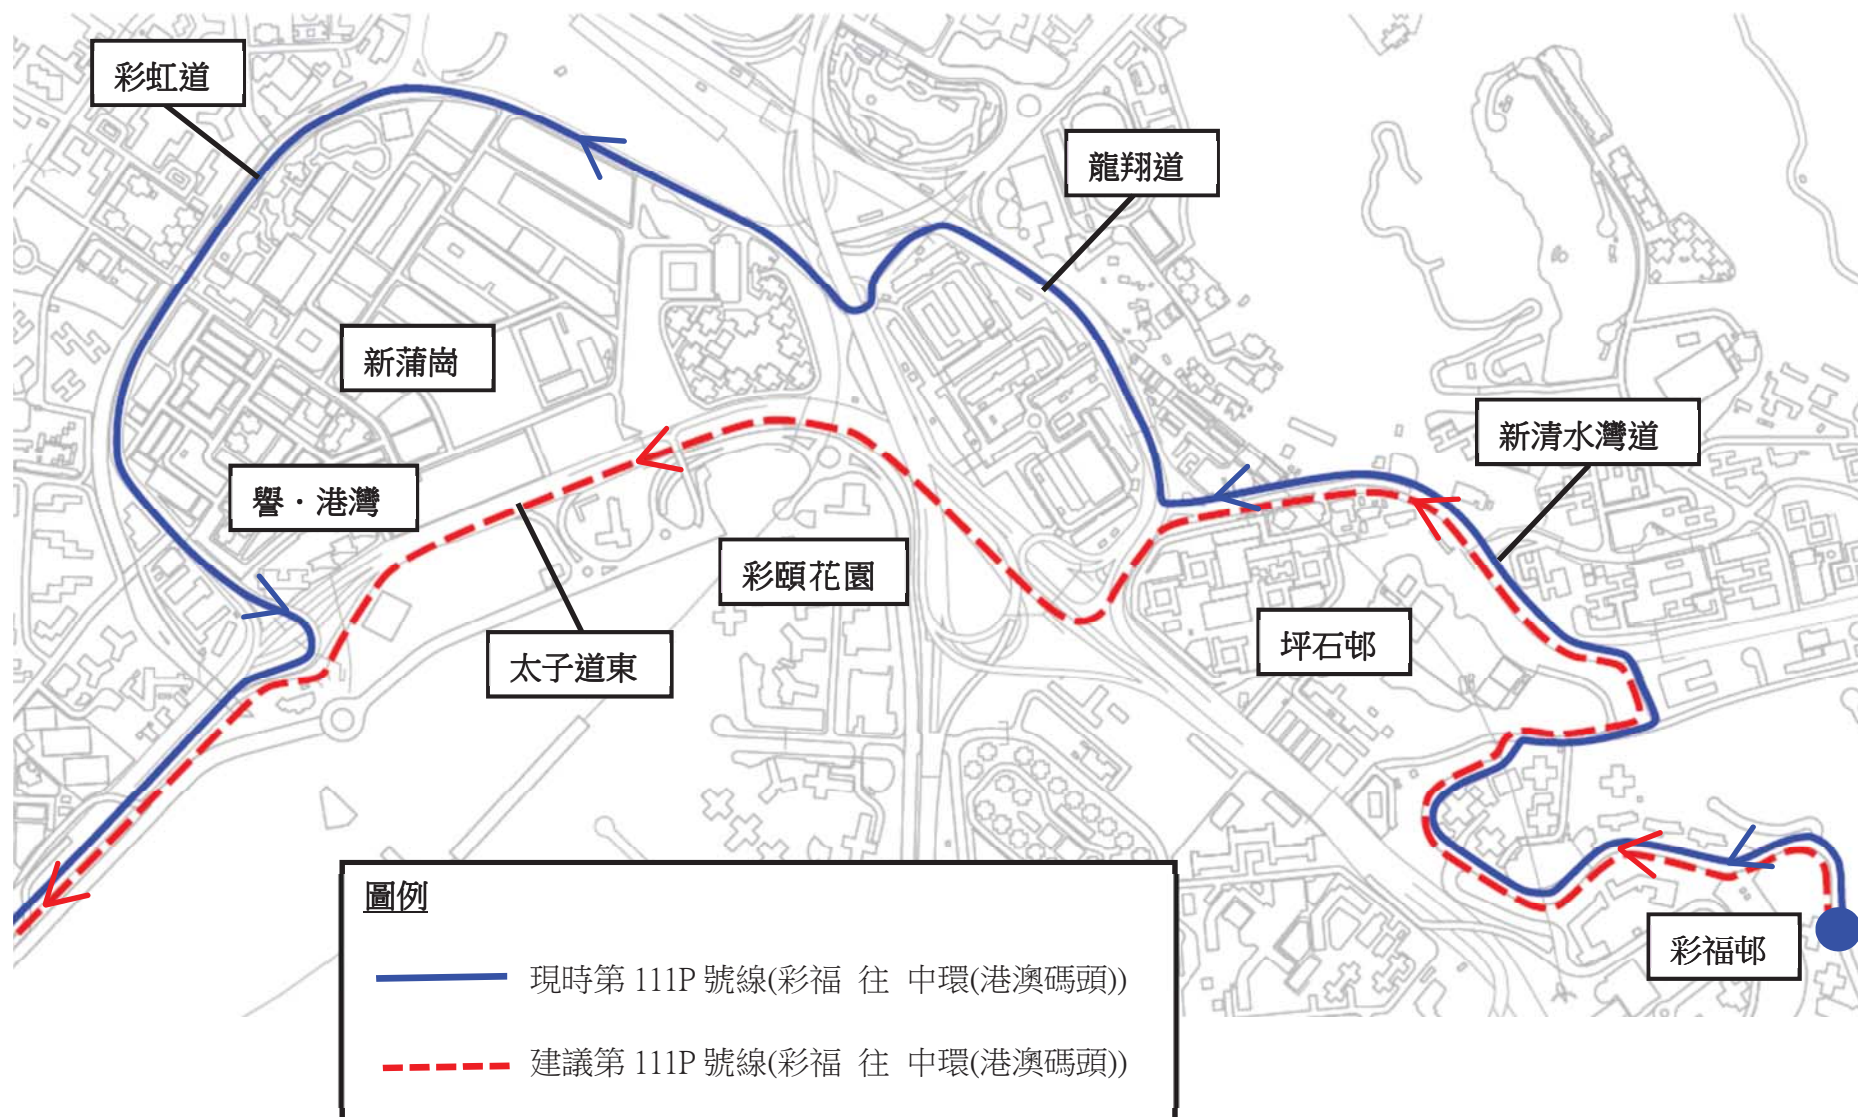 彩虹道
龍翔道
新蒲崗
新清水灣道
譽·港灣
彩頤花園
坪石邨
太子道東
彩福邨
圖例
現時第 111P 號線(彩福 往 中環(港澳碼頭))
建議第 111P 號線(彩福 往 中環(港澳碼頭))